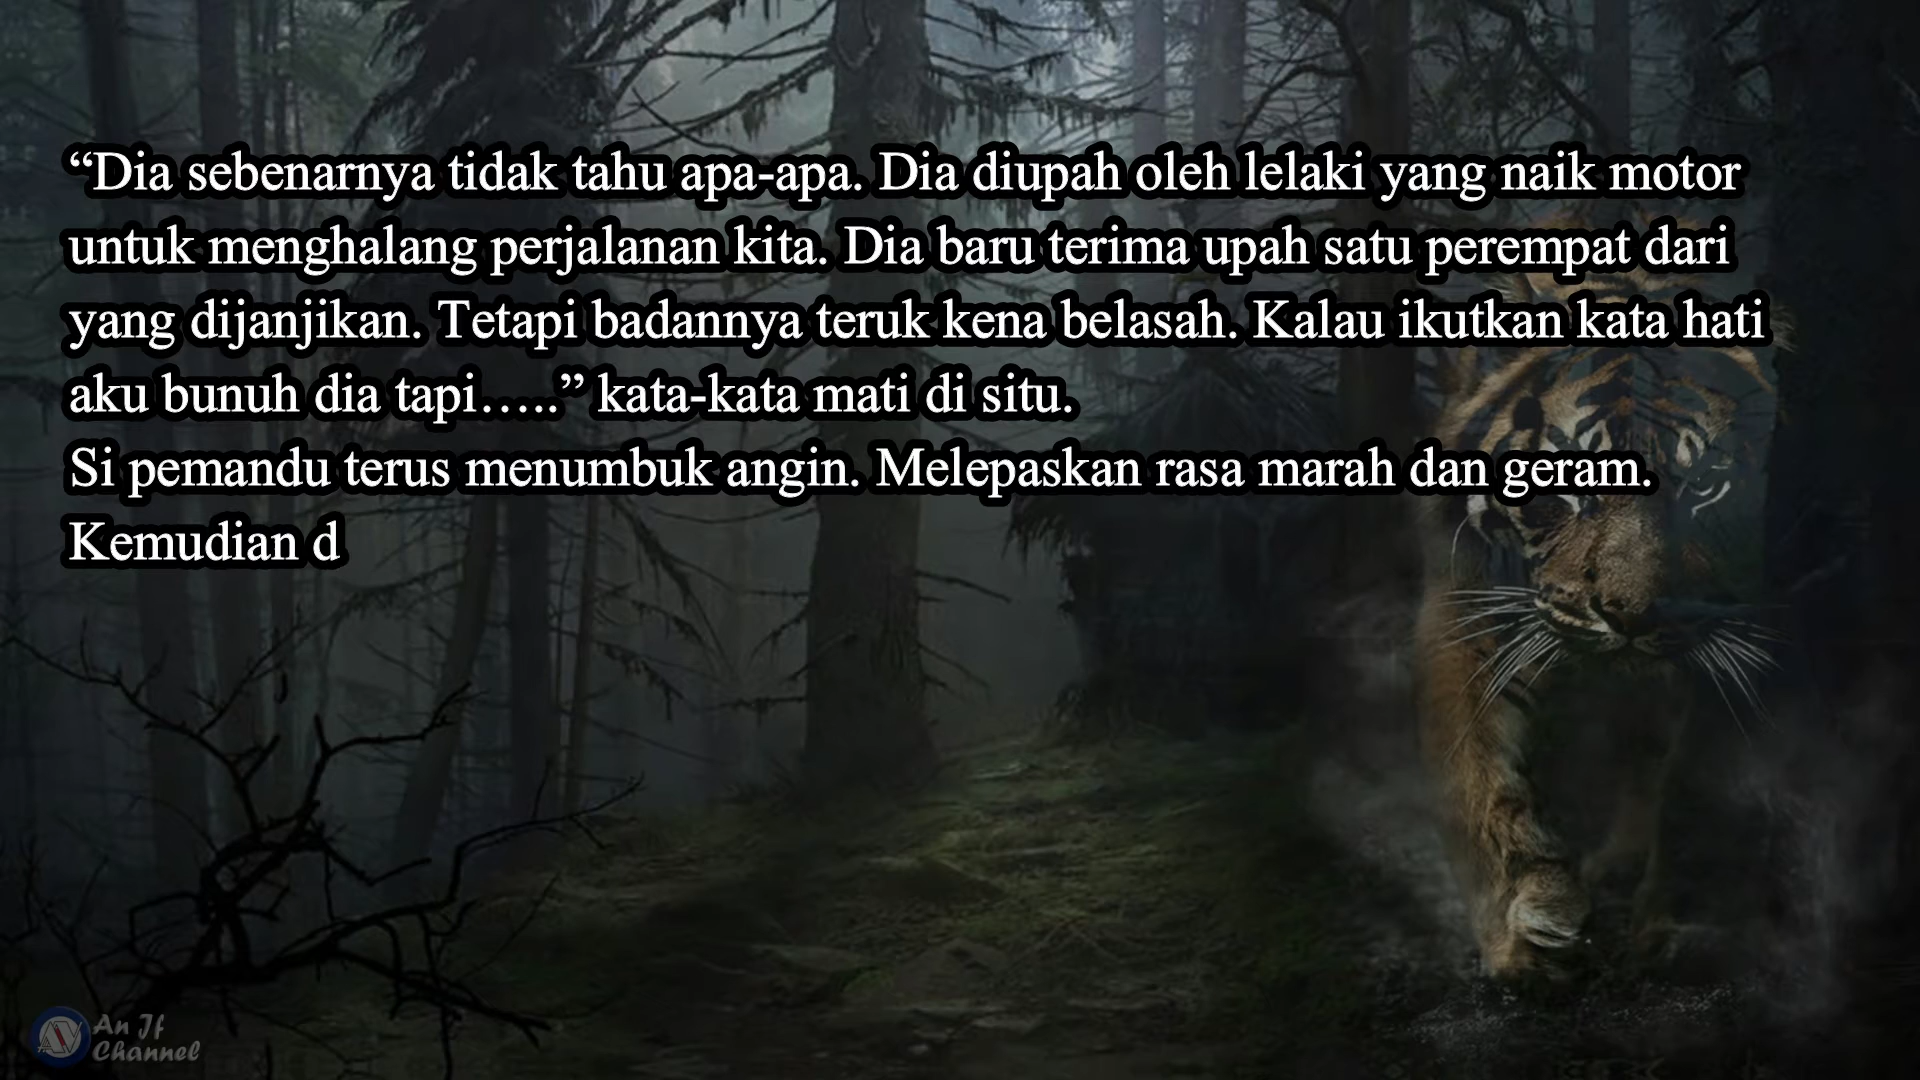 “Dia sebenarnya tidak tahu apa-apa. Dia diupah oleh lelaki yang naik motor
untuk menghalang perjalanan kita. Dia baru terima upah satu perempat dari
yang dijanjikan. Tetapi badannya teruk kena belasah. Kalau ikutkan kata hati
aku bunuh dia tapi…..” kata-kata mati di situ.
Si pemandu terus menumbuk angin. Melepaskan rasa marah dan geram.
Kemudian d
An If
Channel